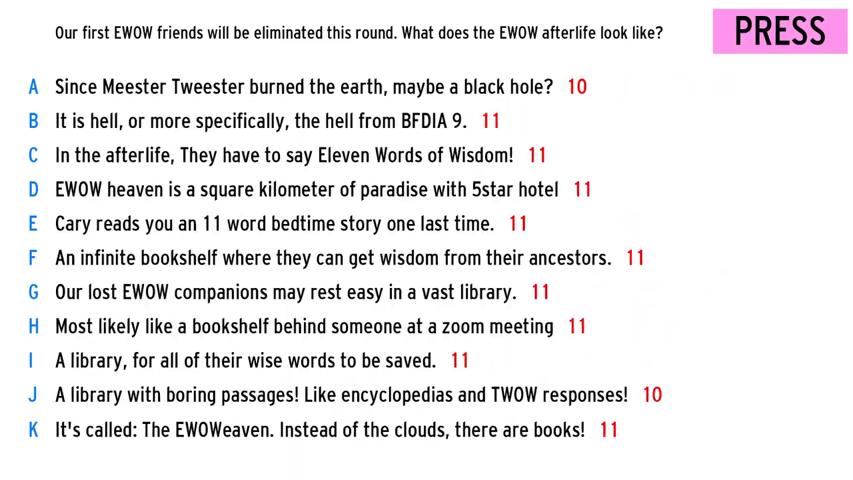 Our first EWOW friends will be eliminated this round. What does the EWOW afterlife look like?
PRESS
A Since Meester Tweester burned the earth, maybe a black hole? 10
B It is hell, or more specifically, the hell from BFDIA 9. 11
C In the afterlife, They have to say Eleven Words of Wisdom! 11
D EWOW heaven is a square kilometer of paradise with 5star hotel 11
E Cary reads you an 11 word bedtime story one last time. 11
F An infinite bookshelf where they can get wisdom from their ancestors. 11
G Our lost EWOW companions may rest easy in a vast library. 11
H Most likely like a bookshelf behind someone at a zoom meeting 11
I A library, for all of their wise words to be saved. 11
J A library with boring passages! Like encyclopedias and TWOW responses! 10
K It's called: The EWOWeaven. Instead of the clouds, there are books! 11